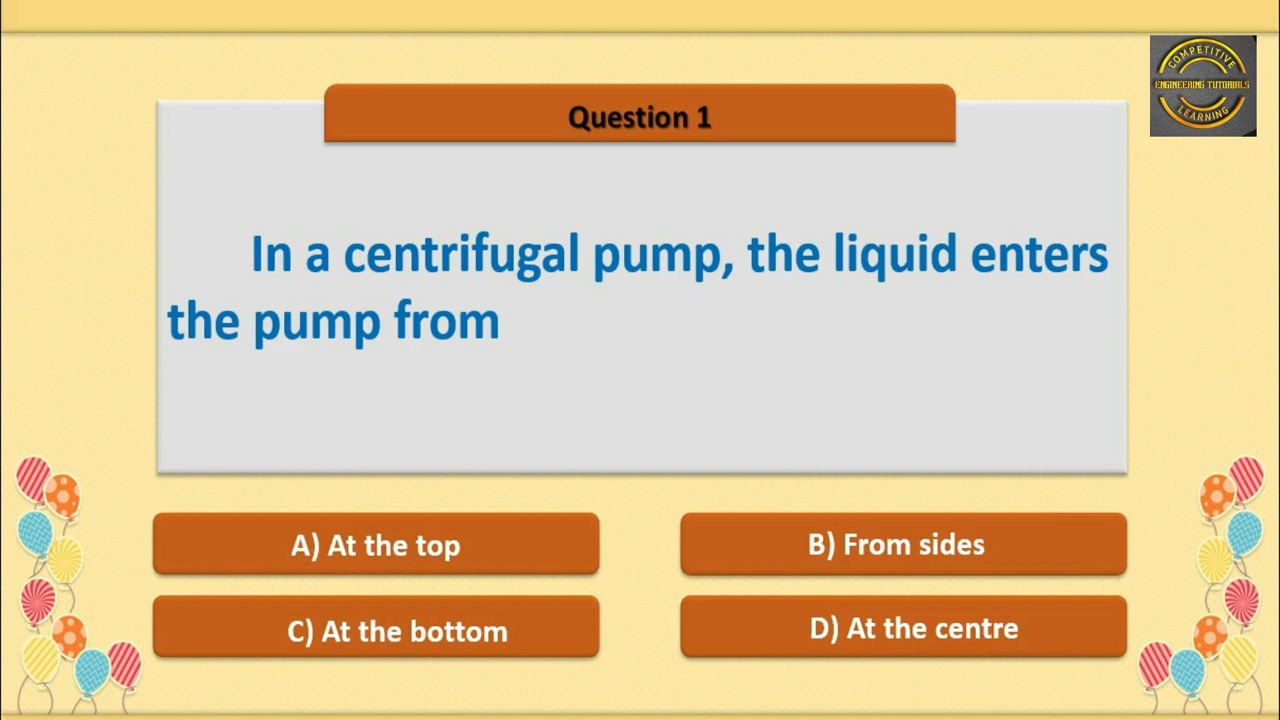 COMPETITIVE
ENGINEERING TUTORIALS
LEARNING
Question 1
In a centrifugal pump, the liquid enters
the pump from
A) At the top
B) From sides
C) At the bottom
D) At the centre